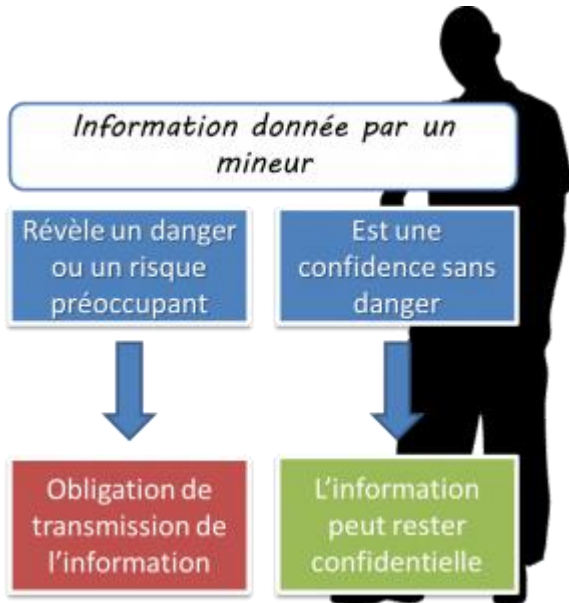 Information donnée par un
mineur
Révèle un danger
ou un risque
préoccupant
Est une
confidence sans
danger
Obligation de
transmission de
l'information
L'information
peut rester
confidentielle